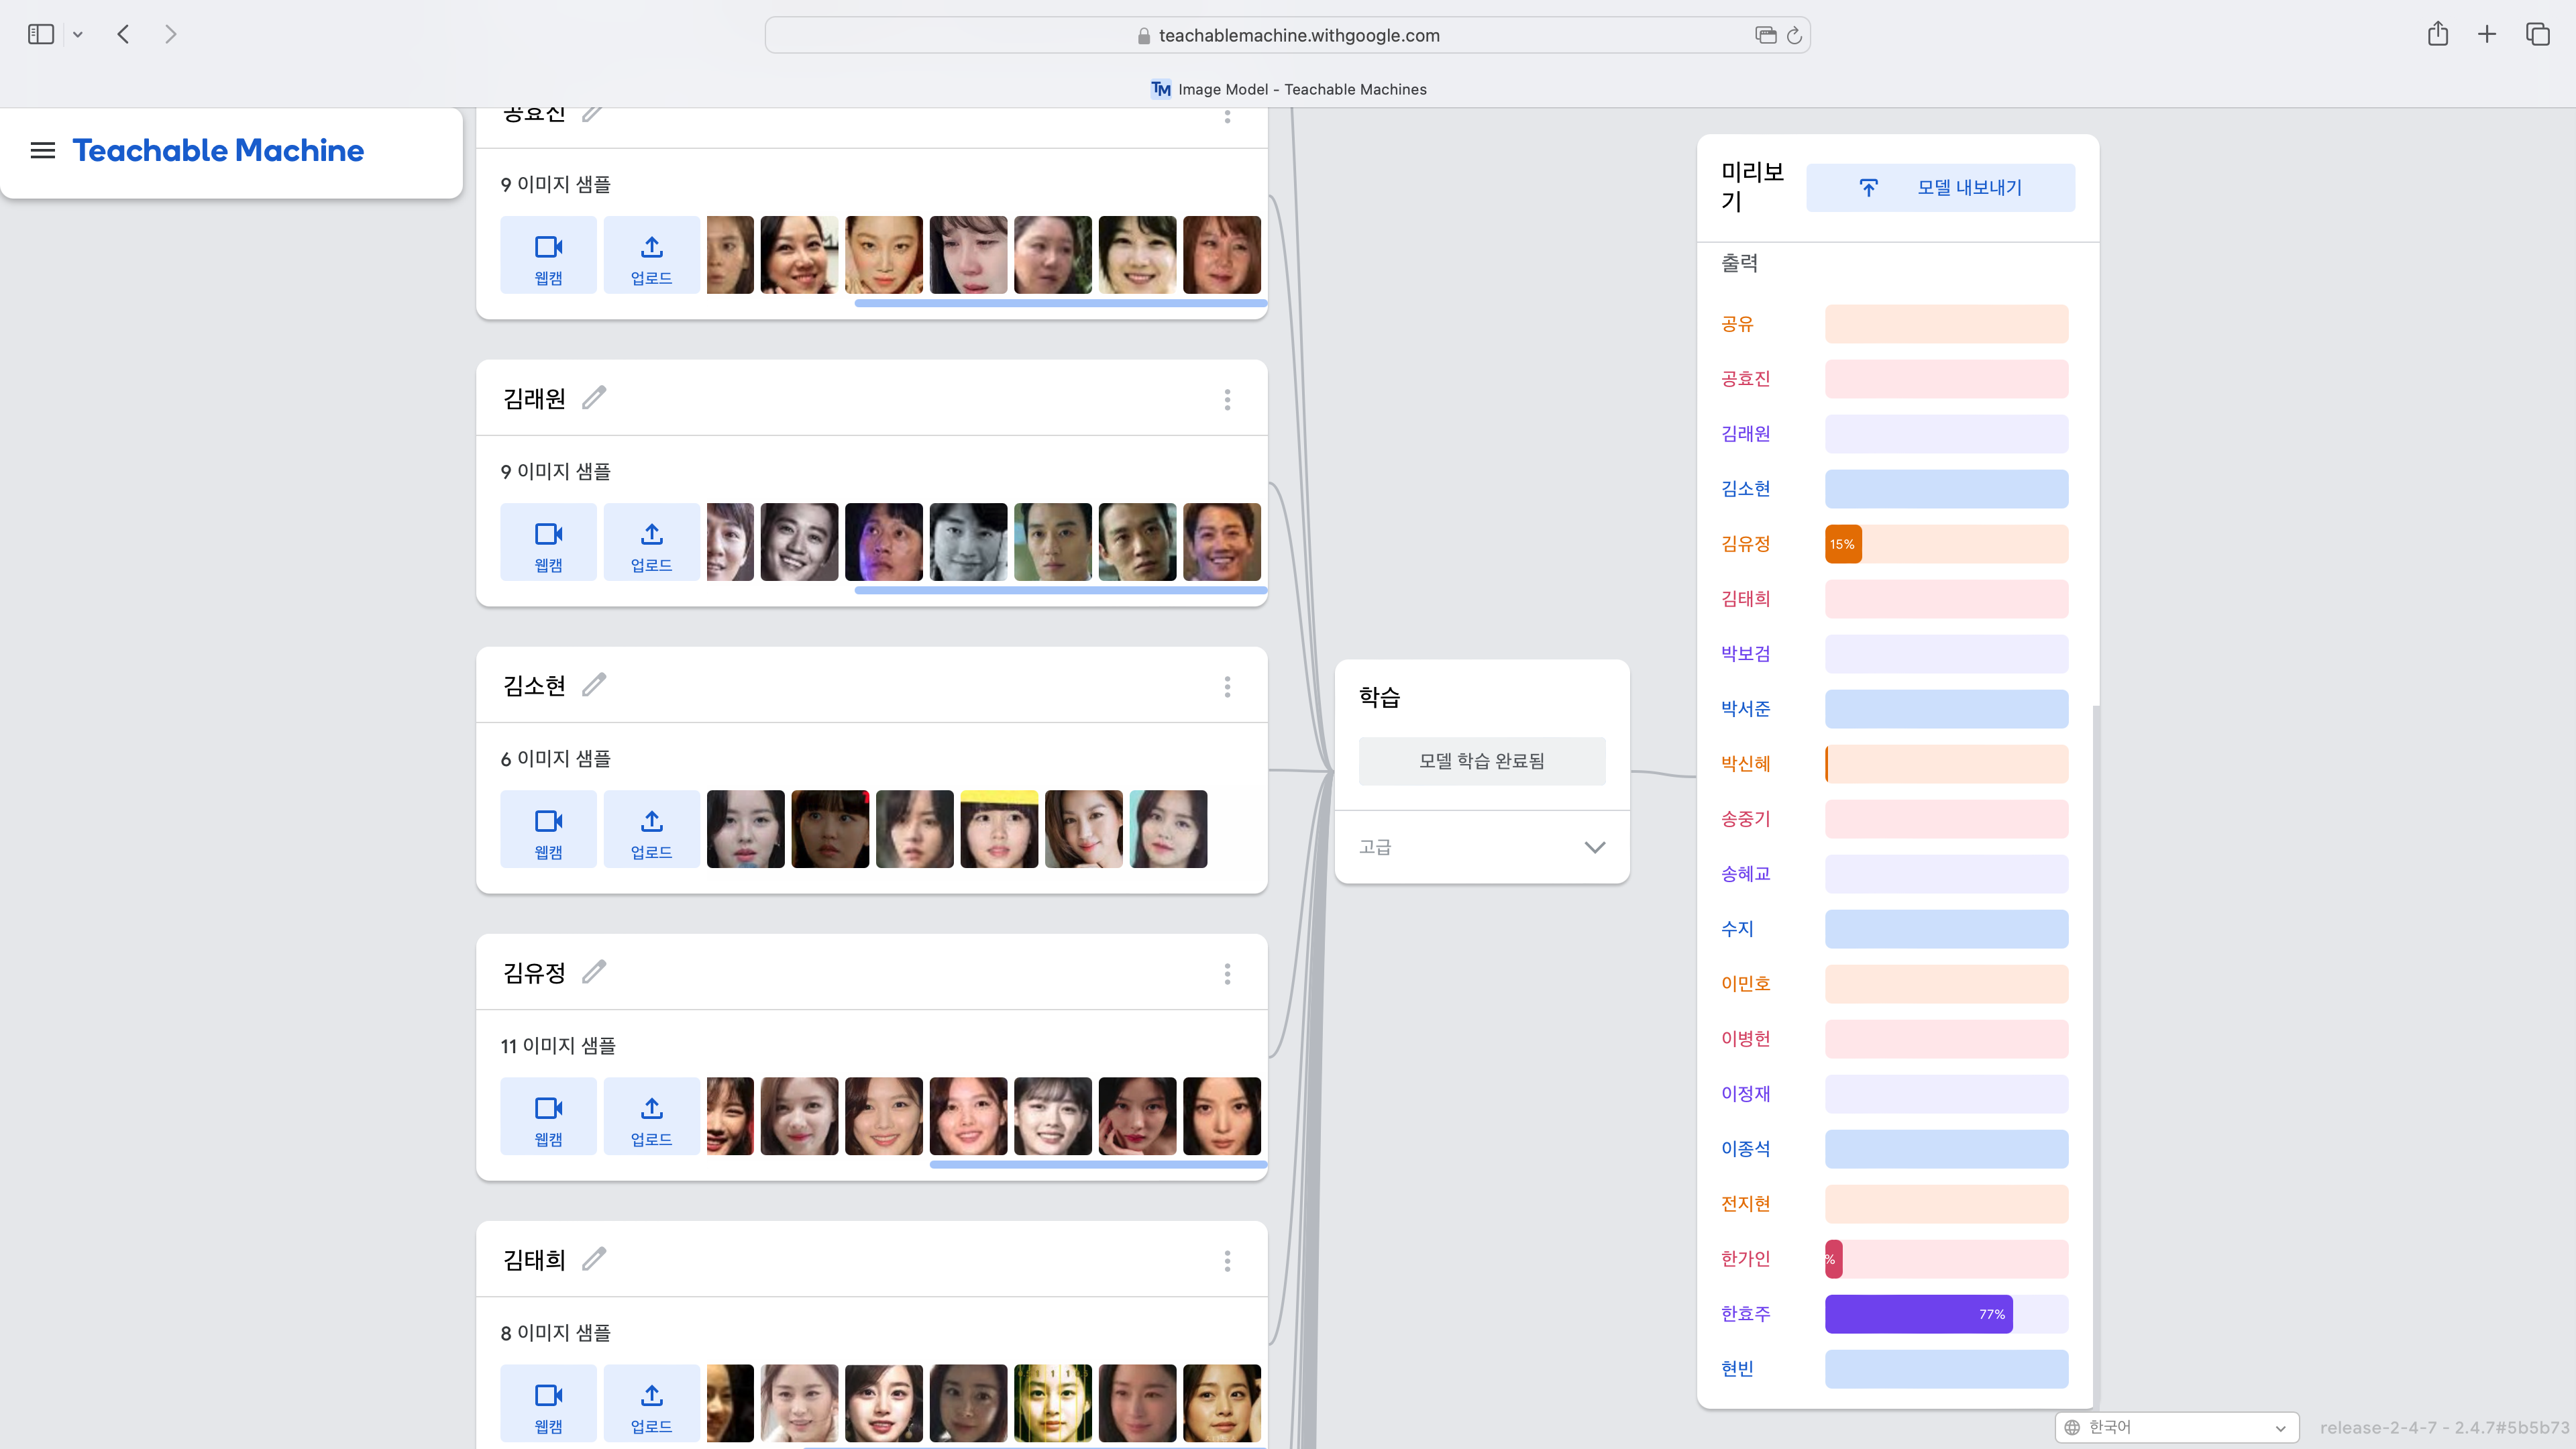 teachablemachine.withgoogle.com
TM Image Model - Teachable Machines
Teachable Machine
공효진
9 이미지 샘플
웹캠
업로드
김래원
9 이미지 샘플
웹캠
업로드
김소현
6 이미지 샘플
웹캠
업로드
김유정
11 이미지 샘플
웹캠
업로드
김태희
8 이미지 샘플
웹캠
업로드
학습
모델 학습 완료됨
고급
미리보
기
모델 내보내기
출력
공유
공효진
김래원
김소현
김유정 15%
김태희
박보검
박서준
박신혜
송중기
송혜교
수지
이민호
이병헌
이정재
이종석
전지현
한가인 %
한효주 77%
현빈
한국어
release-2-4-7 - 2.4.7#5b5b73